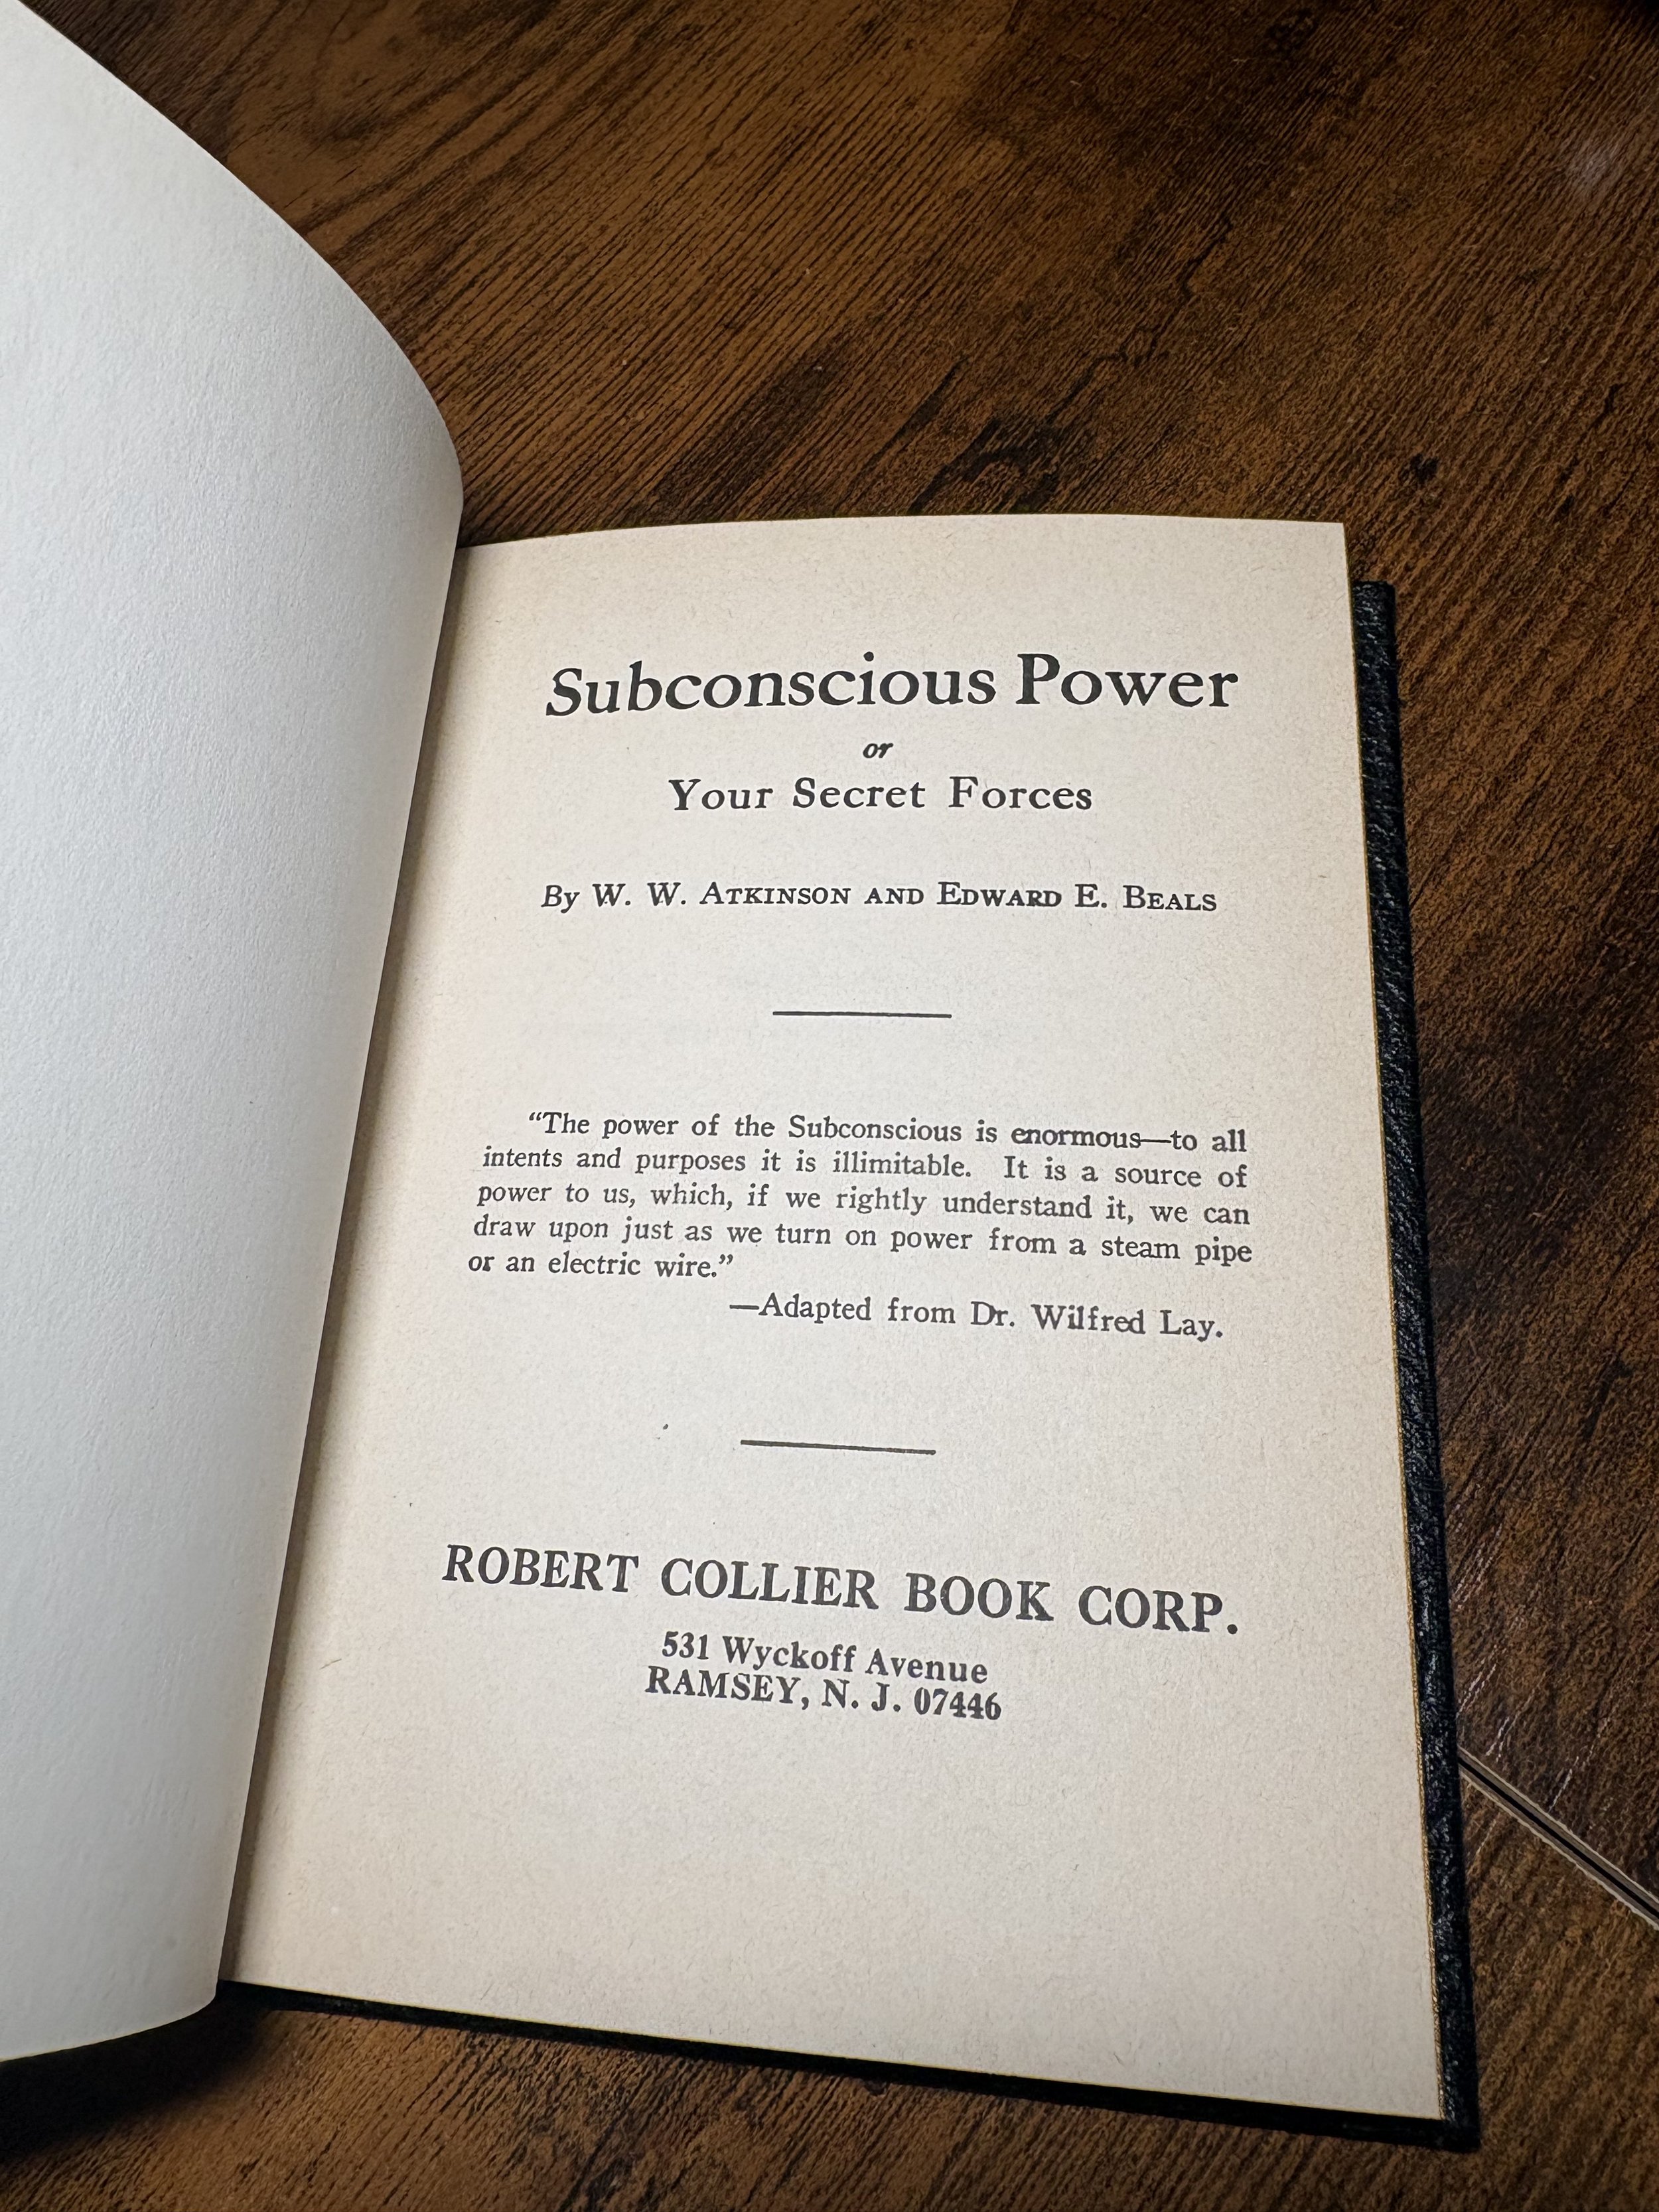 Subconscious Power
or
Your Secret Forces
By W. W. ATKINSON AND EDWARD E. BEALS
“The power of the Subconscious is enormous—to all
intents and purposes it is illimitable. It is a source of
power to us, which, if we rightly understand it, we can
draw upon just as we turn on power from a steam pipe
or an electric wire.”
—Adapted from Dr. Wilfred Lay.
ROBERT COLLIER BOOK CORP.
531 Wyckoff Avenue
RAMSEY, N. J. 07446